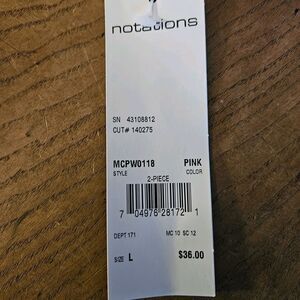 notations
SN 43108812
CUT# 140275
MCPW0118 PINK
STYLE COLOR
2-PIECE
7 04976 28172 1
DEPT 171 MC 10 SC 12
SIZE L $36.00